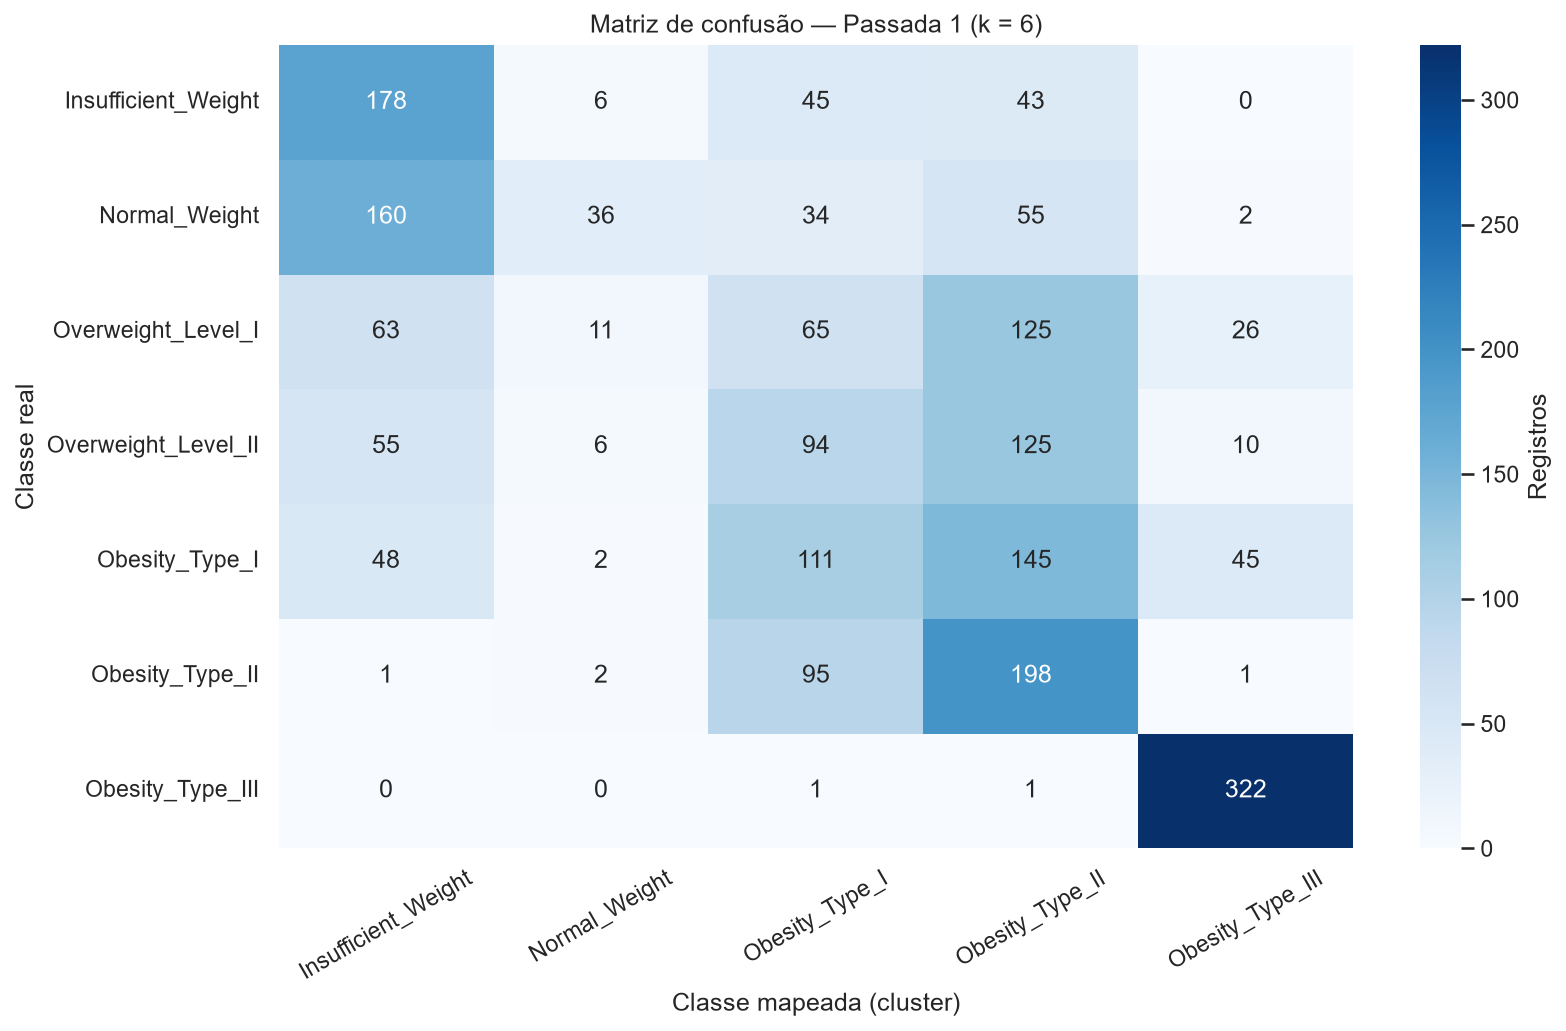 Matriz de confusão — Passada 1 (k = 6)
Classe real
Insufficient_Weight 178 6 45 43 0
Normal_Weight 160 36 34 55 2
Overweight_Level_I 63 11 65 125 26
Overweight_Level_II 55 6 94 125 10
Obesity_Type_I 48 2 111 145 45
Obesity_Type_II 1 2 95 198 1
Obesity_Type_III 0 0 1 1 322
Insufficient_Weight Normal_Weight Obesity_Type_I Obesity_Type_II Obesity_Type_III
Classe mapeada (cluster)
300
250
200
150
100
50
0
Registros